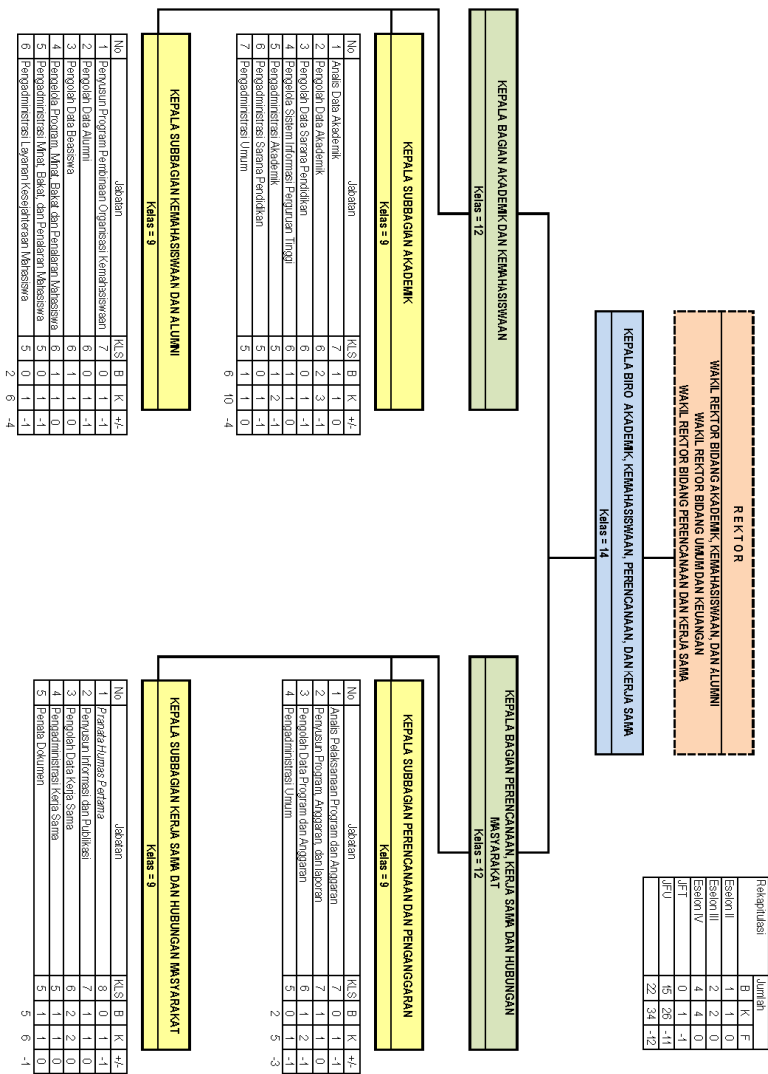 REKTOR
WAKIL REKTOR BIDANG AKADEMIK, KEMAHASISWAAN, DAN ALUMNI
WAKIL REKTOR BIDANG UMUM DAN KEUANGAN
WAKIL REKTOR BIDANG PERENCANAAN DAN KERJA SAMA
Rekapitulasi Jumlah
B K F
Eselon II 1 1 0
Eselon III 2 2 0
Eselon IV 4 4 0
JFT 0 1 -1
JFU 15 26 -11
22 34 -12
KEPALA BIRO AKADEMIK, KEMAHASISWAAN, PERENCANAAN, DAN KERJA SAMA
Kelas = 14
KEPALA BAGIAN AKADEMIK DAN KEMAHASISWAAN
Kelas = 12
KEPALA SUBBAGIAN AKADEMIK
Kelas = 9
No Jabatan KLS B K +/-
1 Analis Data Akademik 7 1 1 0
2 Pengolah Data Akademik 6 2 3 -1
3 Pengolah Data Sarana Pendidikan 6 0 1 -1
4 Pengelola Sistem Informasi Perguruan Tinggi 6 1 1 0
5 Pengadministrasi Akademik 5 1 2 -1
6 Pengadministrasi Sarana Pendidikan 5 0 1 -1
7 Pengadministrasi Umum 5 1 1 0
6 10 -4
KEPALA SUBBAGIAN KEMAHASISWAAN DAN ALUMNI
Kelas = 9
No Jabatan KLS B K +/-
1 Penyusun Program Pembinaan Organisasi Kemahasiswaan 7 0 1 -1
2 Pengolah Data Alumni 6 0 1 -1
3 Pengolah Data Beasiswa 6 1 1 0
4 Pengelola Program, Minat, Bakat dan Penalaran Mahasiswa 6 1 1 0
5 Pengadministrasi Minat, Bakat, dan Penalaran Mahasiswa 5 0 1 -1
6 Pengadministrasi Layanan Kesejahteraan Mahasiswa 5 0 1 -1
2 6 -4
KEPALA BAGIAN PERENCANAAN, KERJA SAMA DAN HUBUNGAN
MASYARAKAT
Kelas = 12
KEPALA SUBBAGIAN PERENCANAAN DAN PENGANGGARAN
Kelas = 9
No Jabatan KLS B K +/-
1 Analis Pelaksanaan Program dan Anggaran 7 0 1 -1
2 Penyusun Program, Anggaran, dan laporan 7 1 1 0
3 Pengolah Data Program dan Anggaran 6 1 2 -1
4 Pengadministrasi Umum 5 0 1 -1
2 5 -3
KEPALA SUBBAGIAN KERJA SAMA DAN HUBUNGAN MASYARAKAT
Kelas = 9
No Jabatan KLS B K +/-
1 Pranata Humas Pertama 8 0 1 -1
2 Penyusun Informasi dan Publikasi 7 1 1 0
3 Pengolah Data Kerja Sama 6 2 2 0
4 Pengadministrasi Kerja Sama 5 1 1 0
5 Penata Dokumen 5 1 1 0
5 6 -1